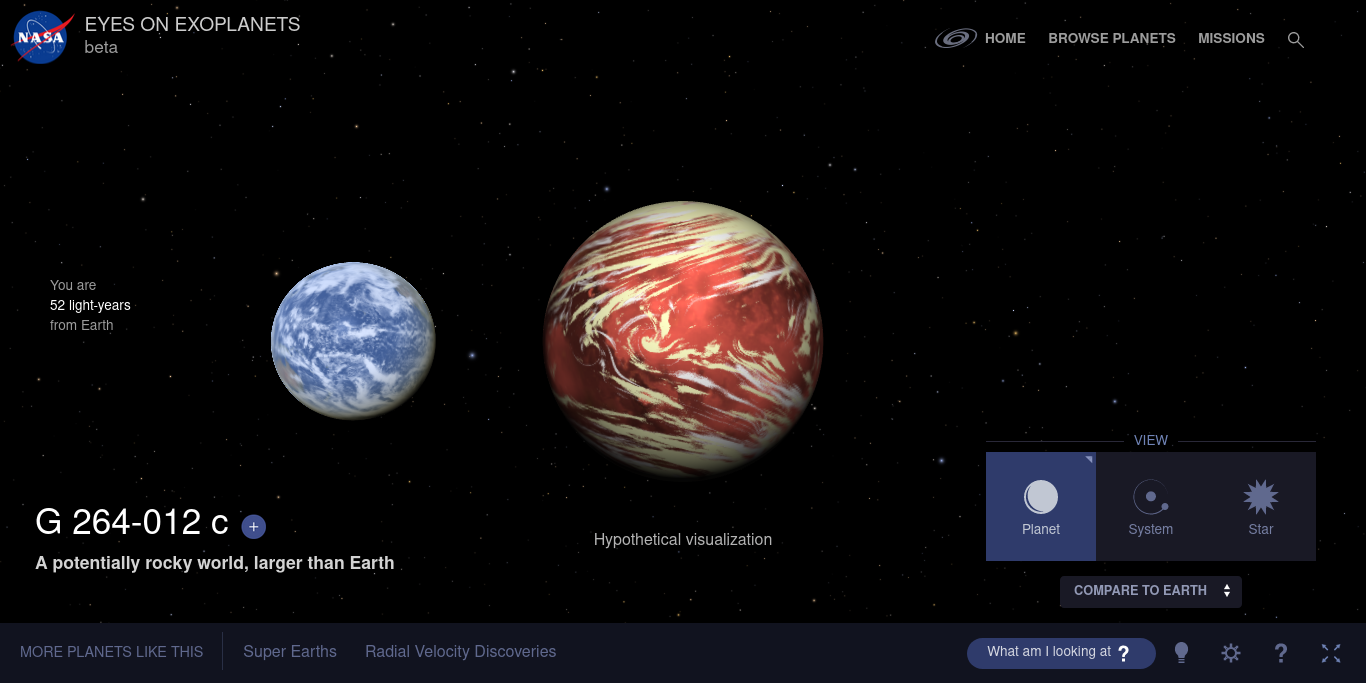 NASA
EYES ON EXOPLANETS
beta
HOME
BROWSE PLANETS
MISSIONS
You are
52 light-years
from Earth
G 264-012 c +
A potentially rocky world, larger than Earth
Hypothetical visualization
VIEW
Planet
System
Star
COMPARE TO EARTH
MORE PLANETS LIKE THIS
Super Earths
Radial Velocity Discoveries
What am I looking at ?
?